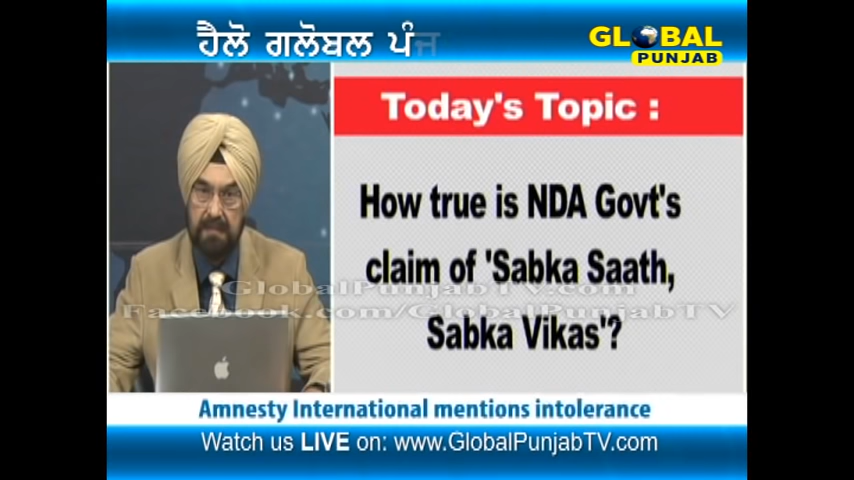 ਹੈਲੋ ਗਲੋਬਲ ਪੰਜ
GLOBAL
PUNJAB
Today's Topic :
How true is NDA Govt's
claim of 'Sabka Saath,
Sabka Vikas'?
GlobalPunjabTV.com
Facebook.com/GlobalPunjabTV
Amnesty International mentions intolerance
Watch us LIVE on: www.GlobalPunjabTV.com